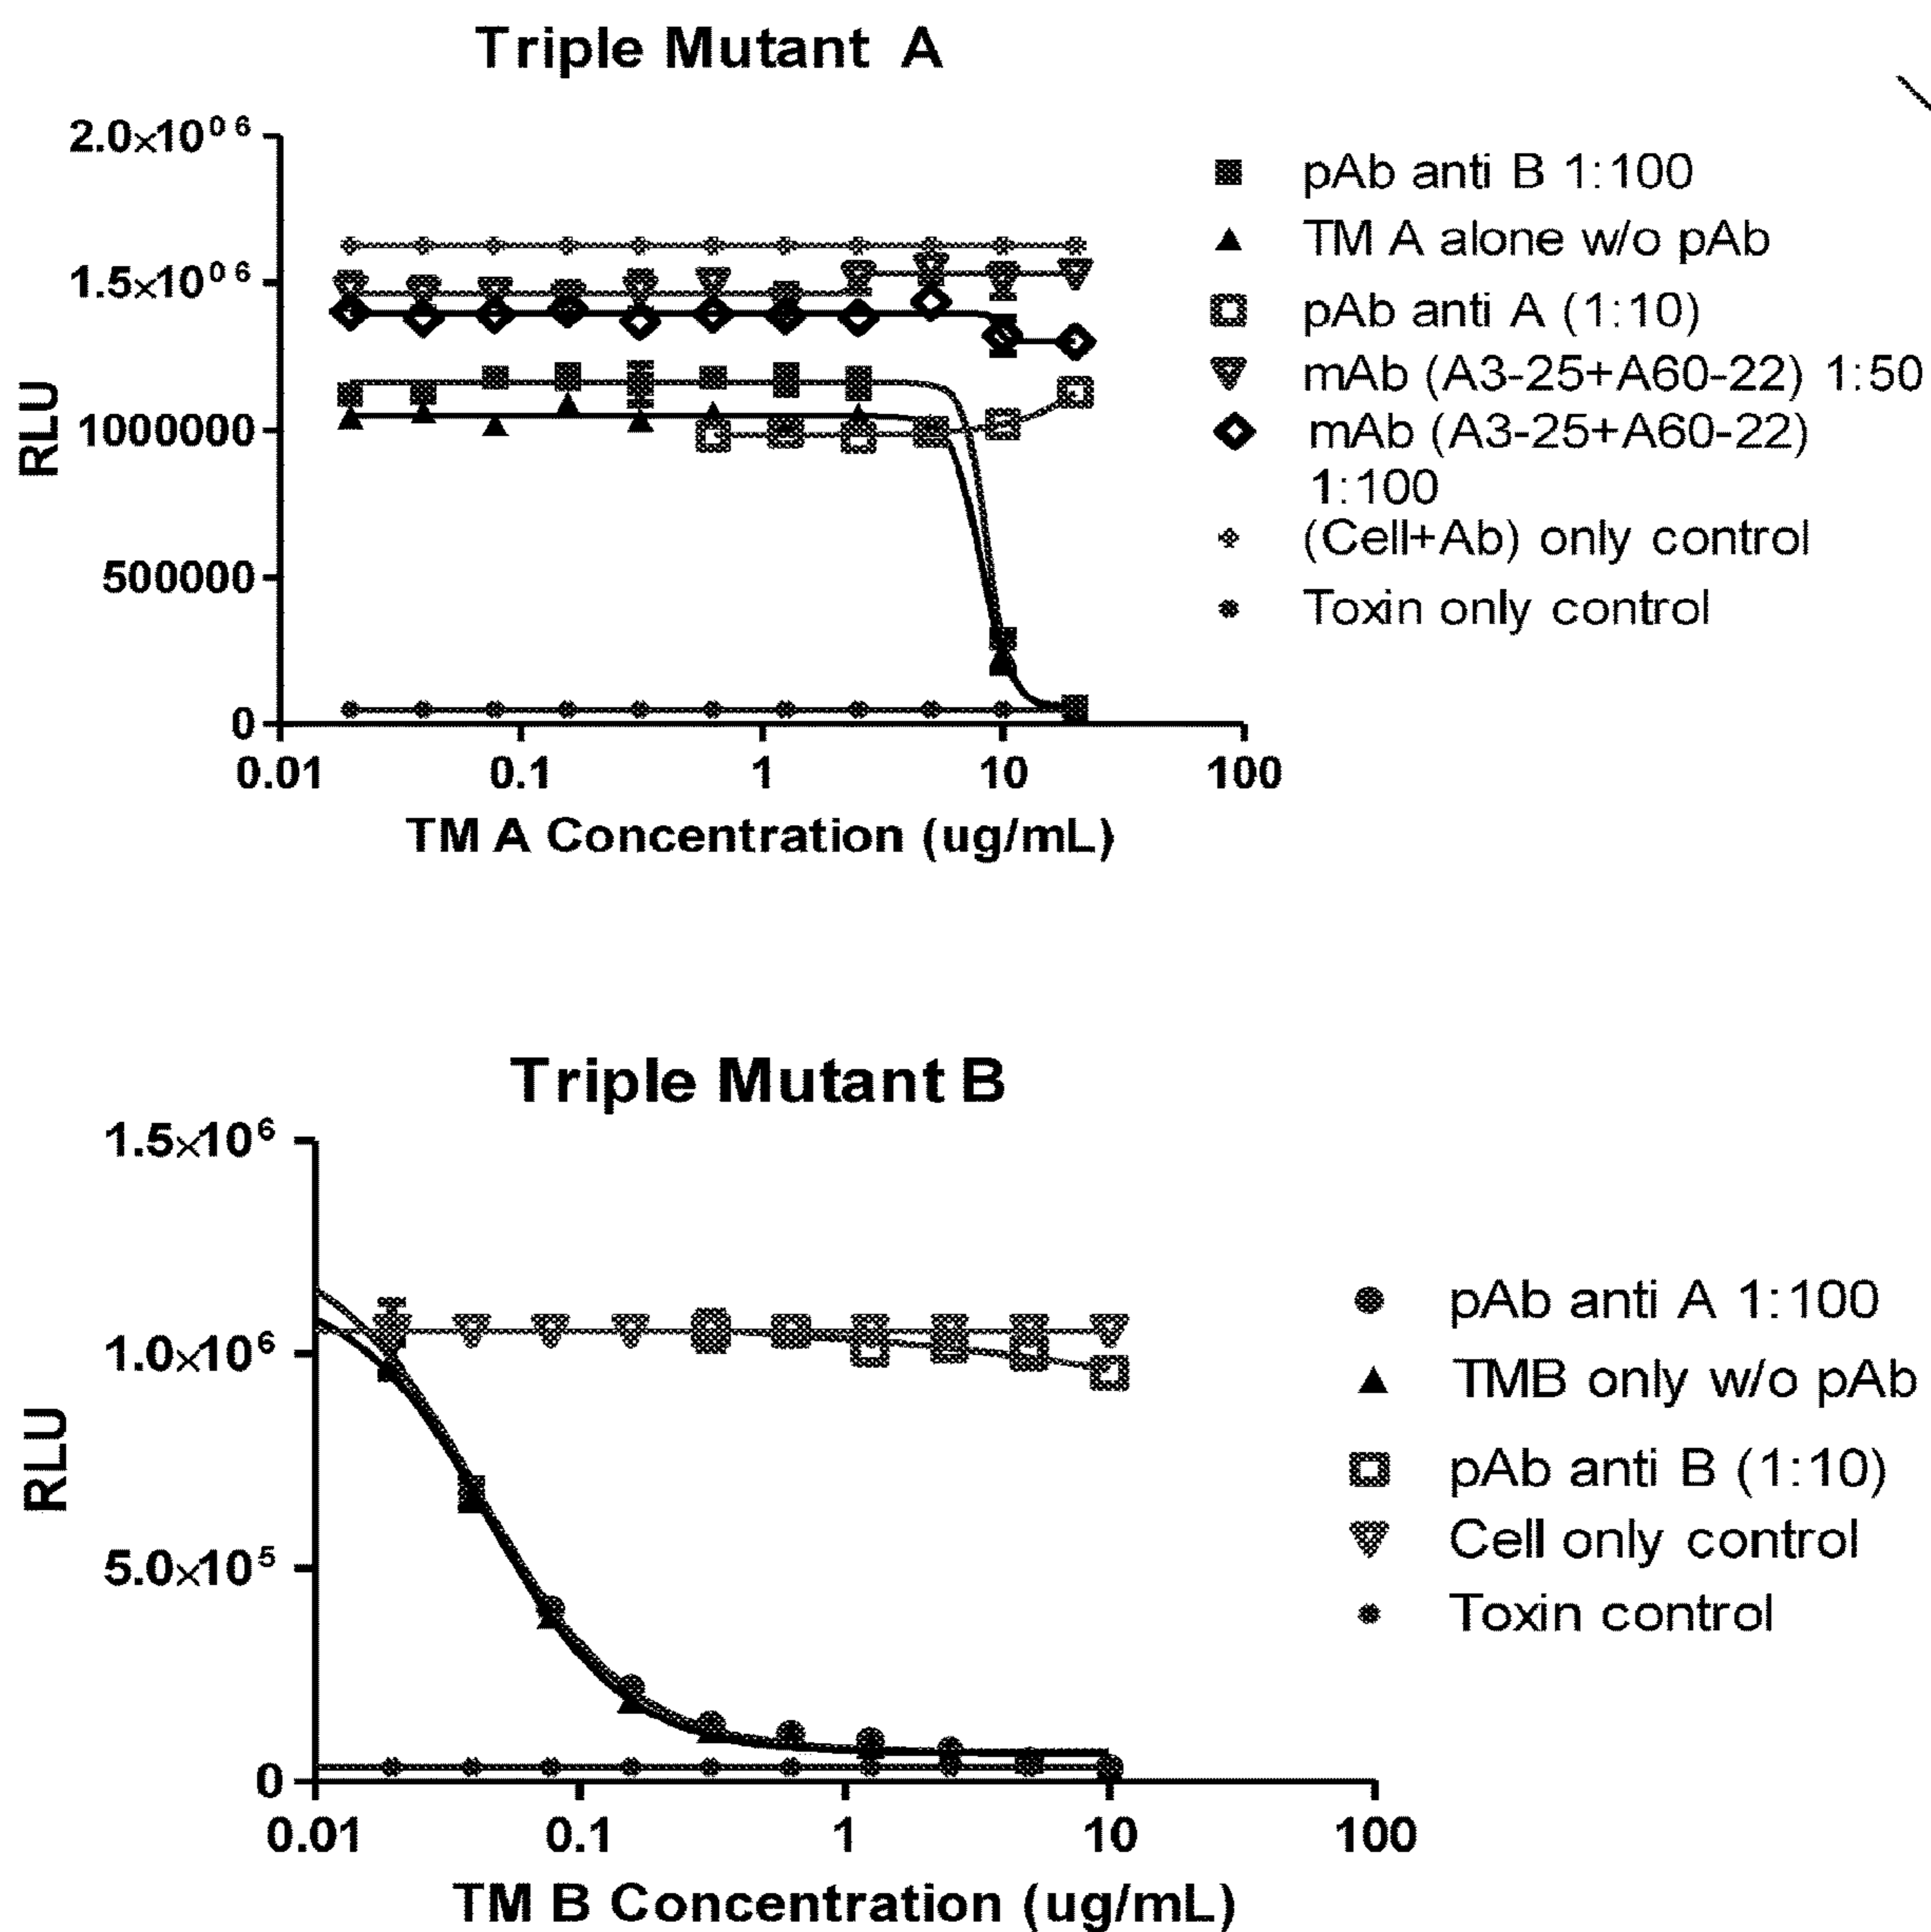 Triple Mutant A
2.0×10⁰⁶
1.5×10⁰⁶
1000000
500000
0
RLU
0.01
0.1
1
10
100
TM A Concentration (ug/mL)
pAb anti B 1:100
TM A alone w/o pAb
pAb anti A (1:10)
mAb (A3-25+A60-22) 1:50
mAb (A3-25+A60-22)
1:100
(Cell+Ab) only control
Toxin only control
Triple Mutant B
1.5×10⁶
1.0×10⁶
5.0×10⁵
0
RLU
0.01
0.1
1
10
100
TM B Concentration (ug/mL)
pAb anti A 1:100
TMB only w/o pAb
pAb anti B (1:10)
Cell only control
Toxin control